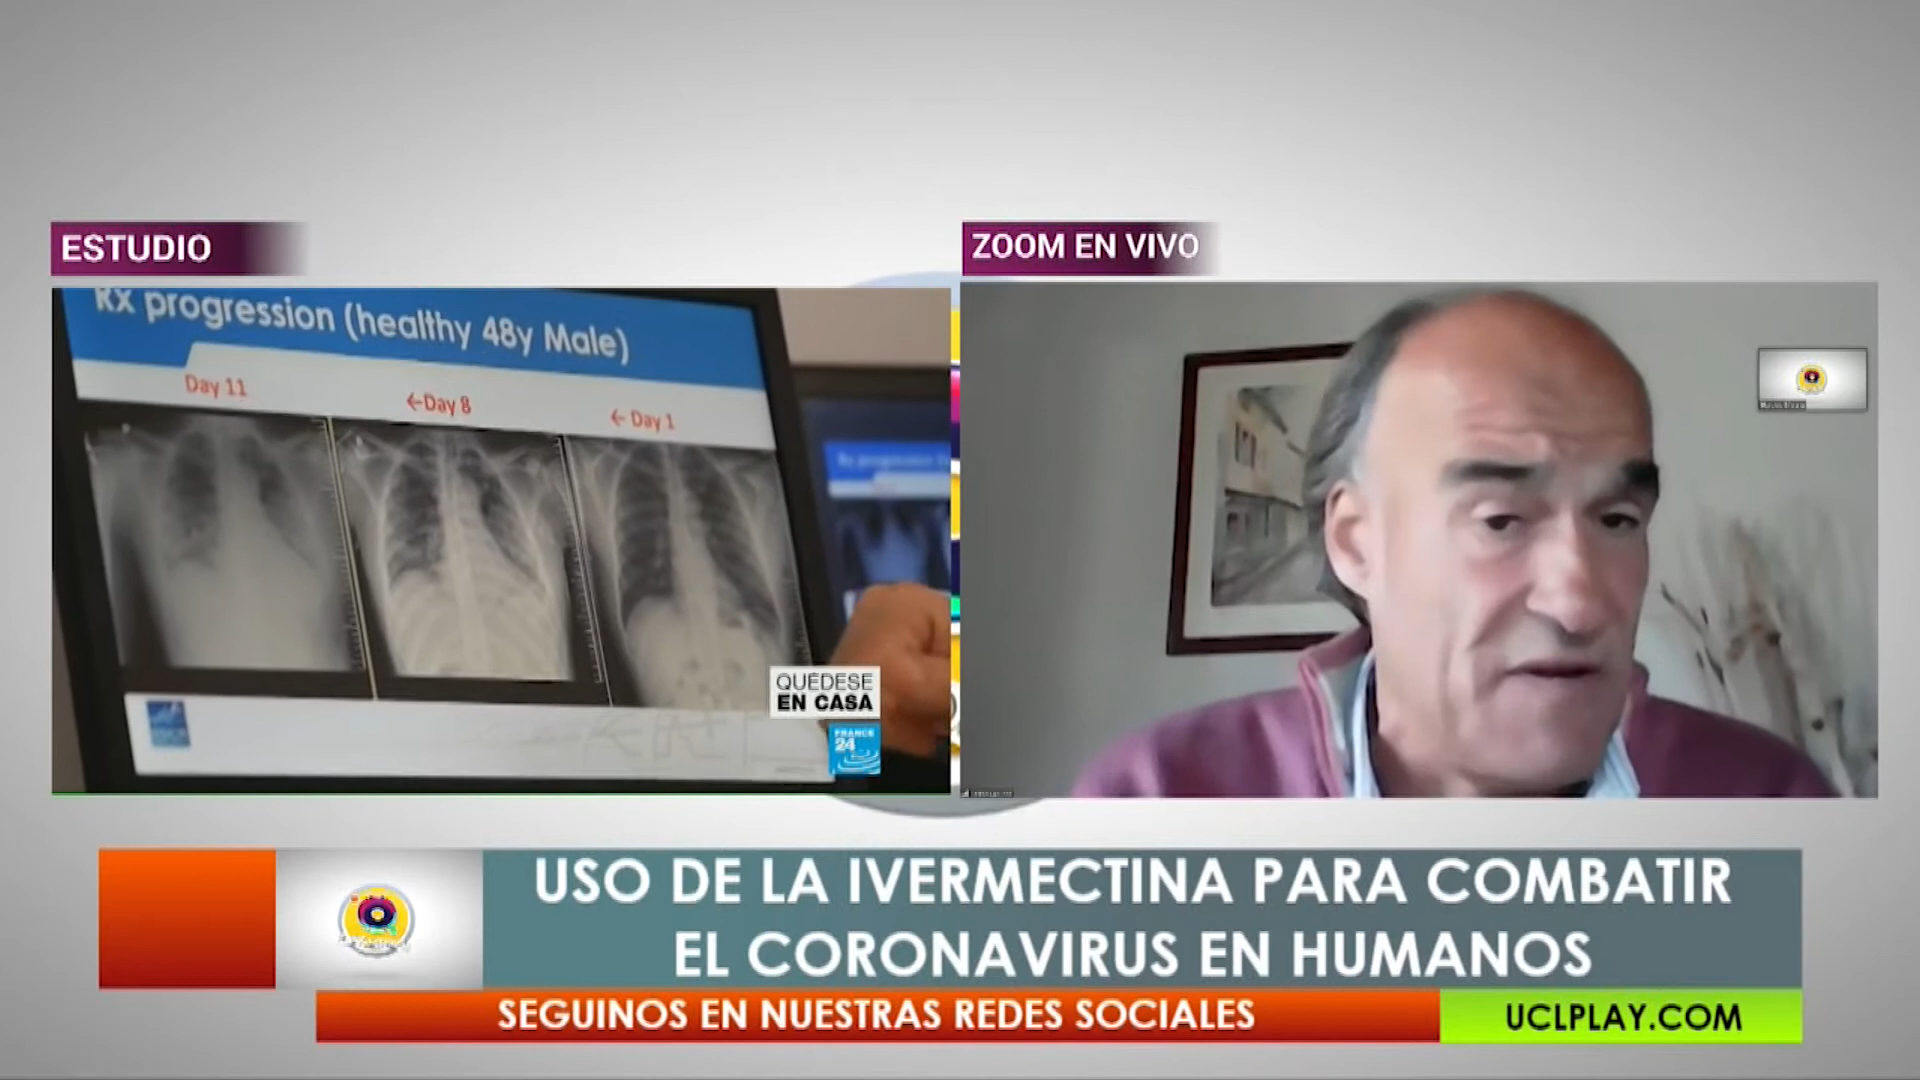 ESTUDIO
ZOOM EN VIVO
Rx progression (healthy 48y Male)
Day 11
←Day 8
← Day 1
QUÉDESE
EN CASA
FRANCE
24
USO DE LA IVERMECTINA PARA COMBATIR
EL CORONAVIRUS EN HUMANOS
SEGUINOS EN NUESTRAS REDES SOCIALES
UCLPLAY.COM